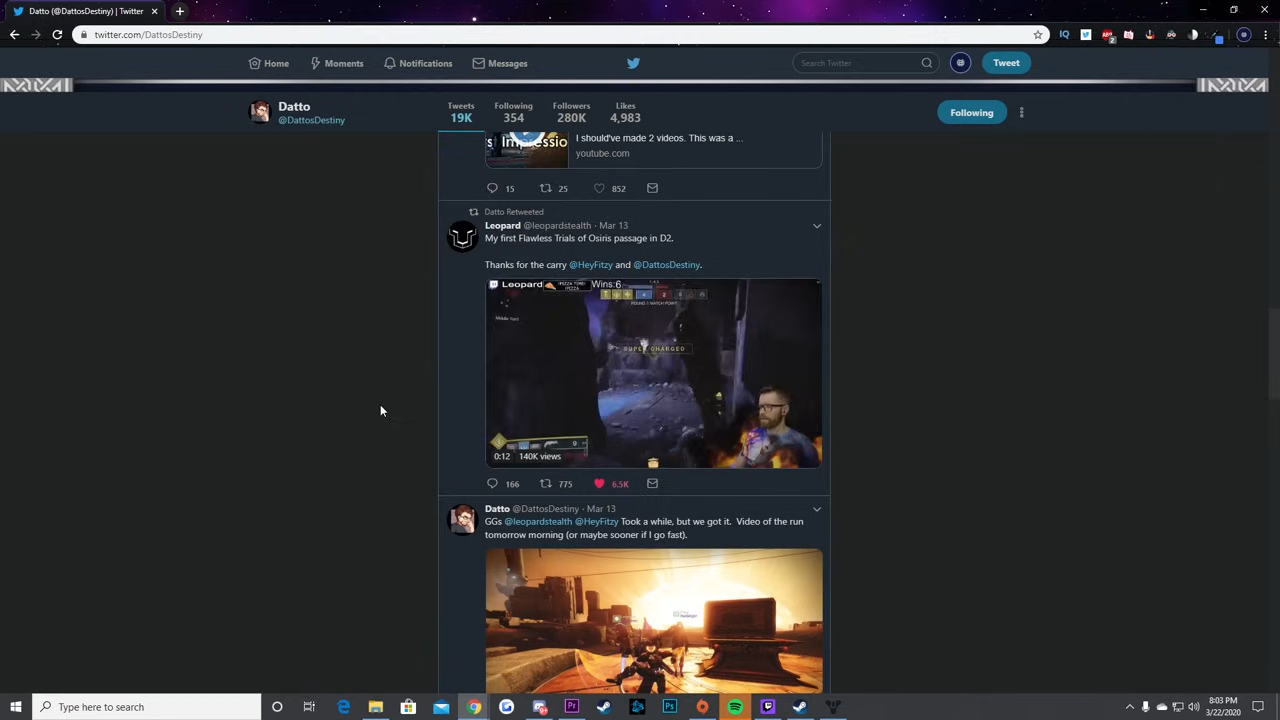 Datto (@DattosDestiny) | Twitter
twitter.com/DattosDestiny
Home Moments Notifications Messages Search Twitter Tweet
Datto
@DattosDestiny
Tweets Following Followers Likes
19K 354 280K 4,983
Following
s Impressio
I should've made 2 videos. This was a ...
youtube.com
15 25 852
Datto Retweeted
Leopard @leopardstealth · Mar 13
My first Flawless Trials of Osiris passage in D2.
Thanks for the carry @HeyFitzy and @DattosDestiny.
Leopard Wins:6
ROUND 7 MATCH POINT
SUPER CHARGED
0:12 140K views
166 775 6.5K
Datto @DattosDestiny · Mar 13
GGs @leopardstealth @HeyFitzy Took a while, but we got it. Video of the run
tomorrow morning (or maybe sooner if I go fast).
Type here to search
8:03 PM
3/22/2020